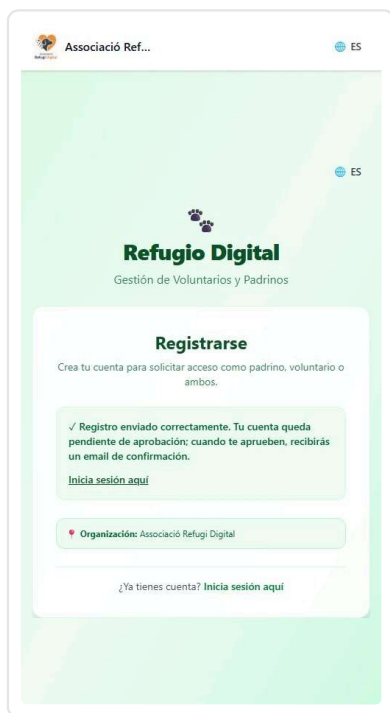 Associació Ref...
ES
ES
Refugio Digital
Gestión de Voluntarios y Padrinos
Registrarse
Crea tu cuenta para solicitar acceso como padrino, voluntario o
ambos.
✓ Registro enviado correctamente. Tu cuenta queda
pendiente de aprobación; cuando te aprueben, recibirás
un email de confirmación.
Inicia sesión aquí
Organización: Associació Refugi Digital
¿Ya tienes cuenta? Inicia sesión aquí